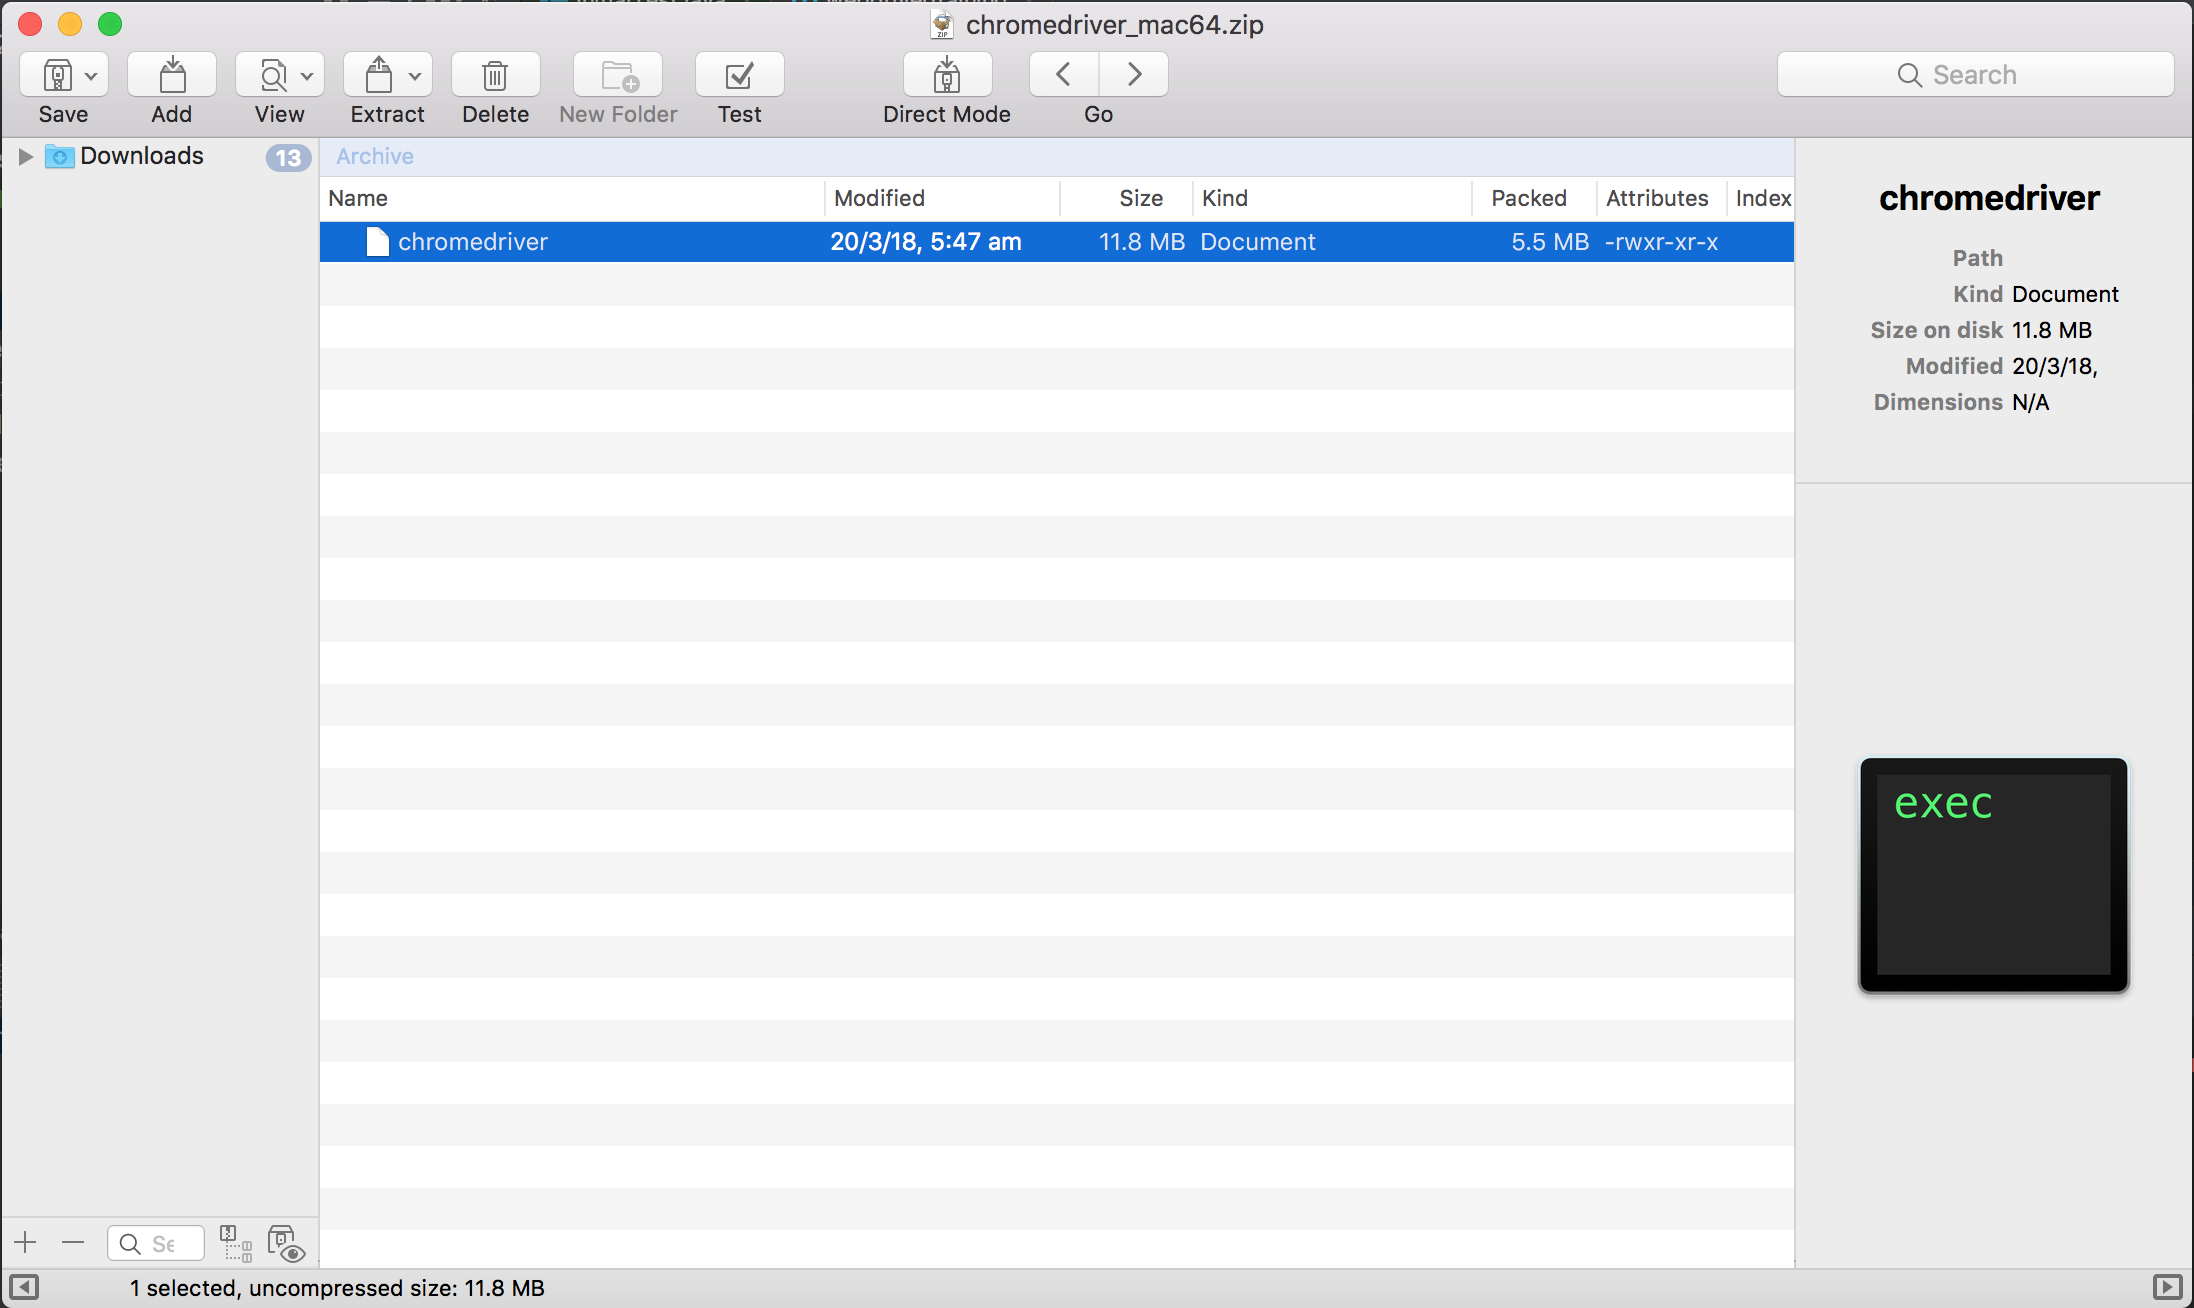 chromedriver_mac64.zip
Save Add View Extract Delete New Folder Test Direct Mode Go Search
Downloads 13 Archive
Name Modified Size Kind Packed Attributes Index
chromedriver 20/3/18, 5:47 am 11.8 MB Document 5.5 MB -rwxr-xr-x
chromedriver
Path
Kind Document
Size on disk 11.8 MB
Modified 20/3/18,
Dimensions N/A
exec
Se
1 selected, uncompressed size: 11.8 MB